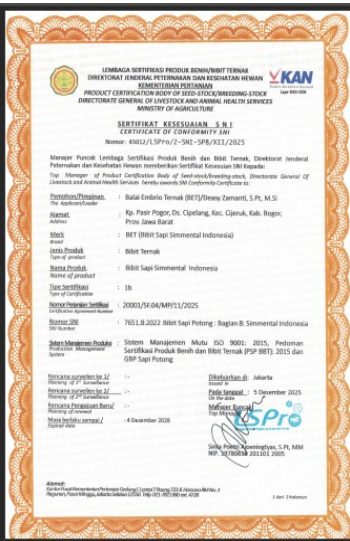 LEMBAGA SERTIFIKASI PRODUK BENIH/BIBIT TERNAK
DIREKTORAT JENDERAL PETERNAKAN DAN KESEHATAN HEWAN
KEMENTERIAN PERTANIAN
PRODUCT CERTIFICATION BODY OF SEED-STOCK/BREEDING-STOCK
DIRECTORATE GENERAL OF LIVESTOCK AND ANIMAL HEALTH SERVICES
MINISTRY OF AGRICULTURE
KAN
SERTIFIKAT KESESUAIAN SNI
CERTIFICATE OF CONFORMITY SNI
Nomor: 45012/LSPro/2-SNI-SPB/XII/2025
Manajer Puncak Lembaga Sertifikasi Produk Benih dan Bibit Ternak, Direktorat Jenderal
Peternakan dan Kesehatan Hewan memberikan Sertifikat Kesesuaian SNI Kepada
Top Manager of Product Certification Body of Seed-stock/breeding-stock, Directorate General Of
Livestock and Animal Health Services hereby awards SNI Conformity Certificate to:
Pemohon/Pimpinan : Balai Embrio Ternak (BET)/Deasy Zamanti, S.Pt, M.Si
The Applicant/Leader
Alamat : Kp. Pasir Pogor, Ds. Cipelang, Kec. Cijeruk, Kab. Bogor,
Address Prov. Jawa Barat
Merk : BET (Bibit Sapi Simmental Indonesia)
Brand
Jenis Produk : Bibit Ternak
Type of product
Nama Produk : Bibit Sapi Simmental Indonesia
Name of product
Tipe Sertifikasi : 1b
Type of Certification
Nomor Perjanjian Sertifikasi : 20001/SF.04/MP/11/2025
Certification Agreement Number
Nomor SNI : 7651.8:2022 Bibit Sapi Potong : Bagian 8: Simmental Indonesia
SNI Number
Sistem Manajemen Produksi : Sistem Manajemen Mutu ISO 9001: 2015, Pedoman
Production Management Sertifikasi Produk Benih dan Bibit Ternak (PSP BBT): 2015 dan
System GBP Sapi Potong
Rencana surveilen ke 1/ : -
Planning of 1st Surveillance
Rencana surveilen ke 2/ : -
Planning of 2nd Surveillance
Rencana Pengajuan Baru/ : -
Planning of renewal
Masa berlaku sampai / : 4 Desember 2028
Expired date
Dikeluarkan di: Jakarta
Issued in
Pada tanggal : 5 Desember 2025
On the date
Manajer Puncak
Top Manager
LSPro
S.Pt, MM
Alamat:
1 dari 2 halaman